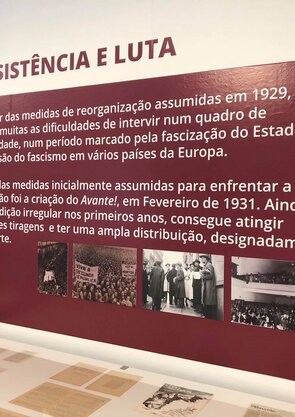 SISTÊNCIA E LUTA
r das medidas de reorganização assumidas em 1929,
muitas as dificuldades de intervir num quadro de
dade, num período marcado pela fascização do Estad
são do fascismo em vários países da Europa.
das medidas inicialmente assumidas para enfrentar a
ão foi a criação do Avante!, em Fevereiro de 1931. Aind
dição irregular nos primeiros anos, consegue atingir
es tiragens e ter uma ampla distribuição, designadam
rte.